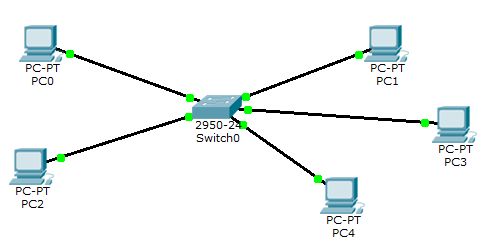 PC-PT
PC0
PC-PT
PC1
2950-24
Switch0
PC-PT
PC3
PC-PT
PC2
PC-PT
PC4